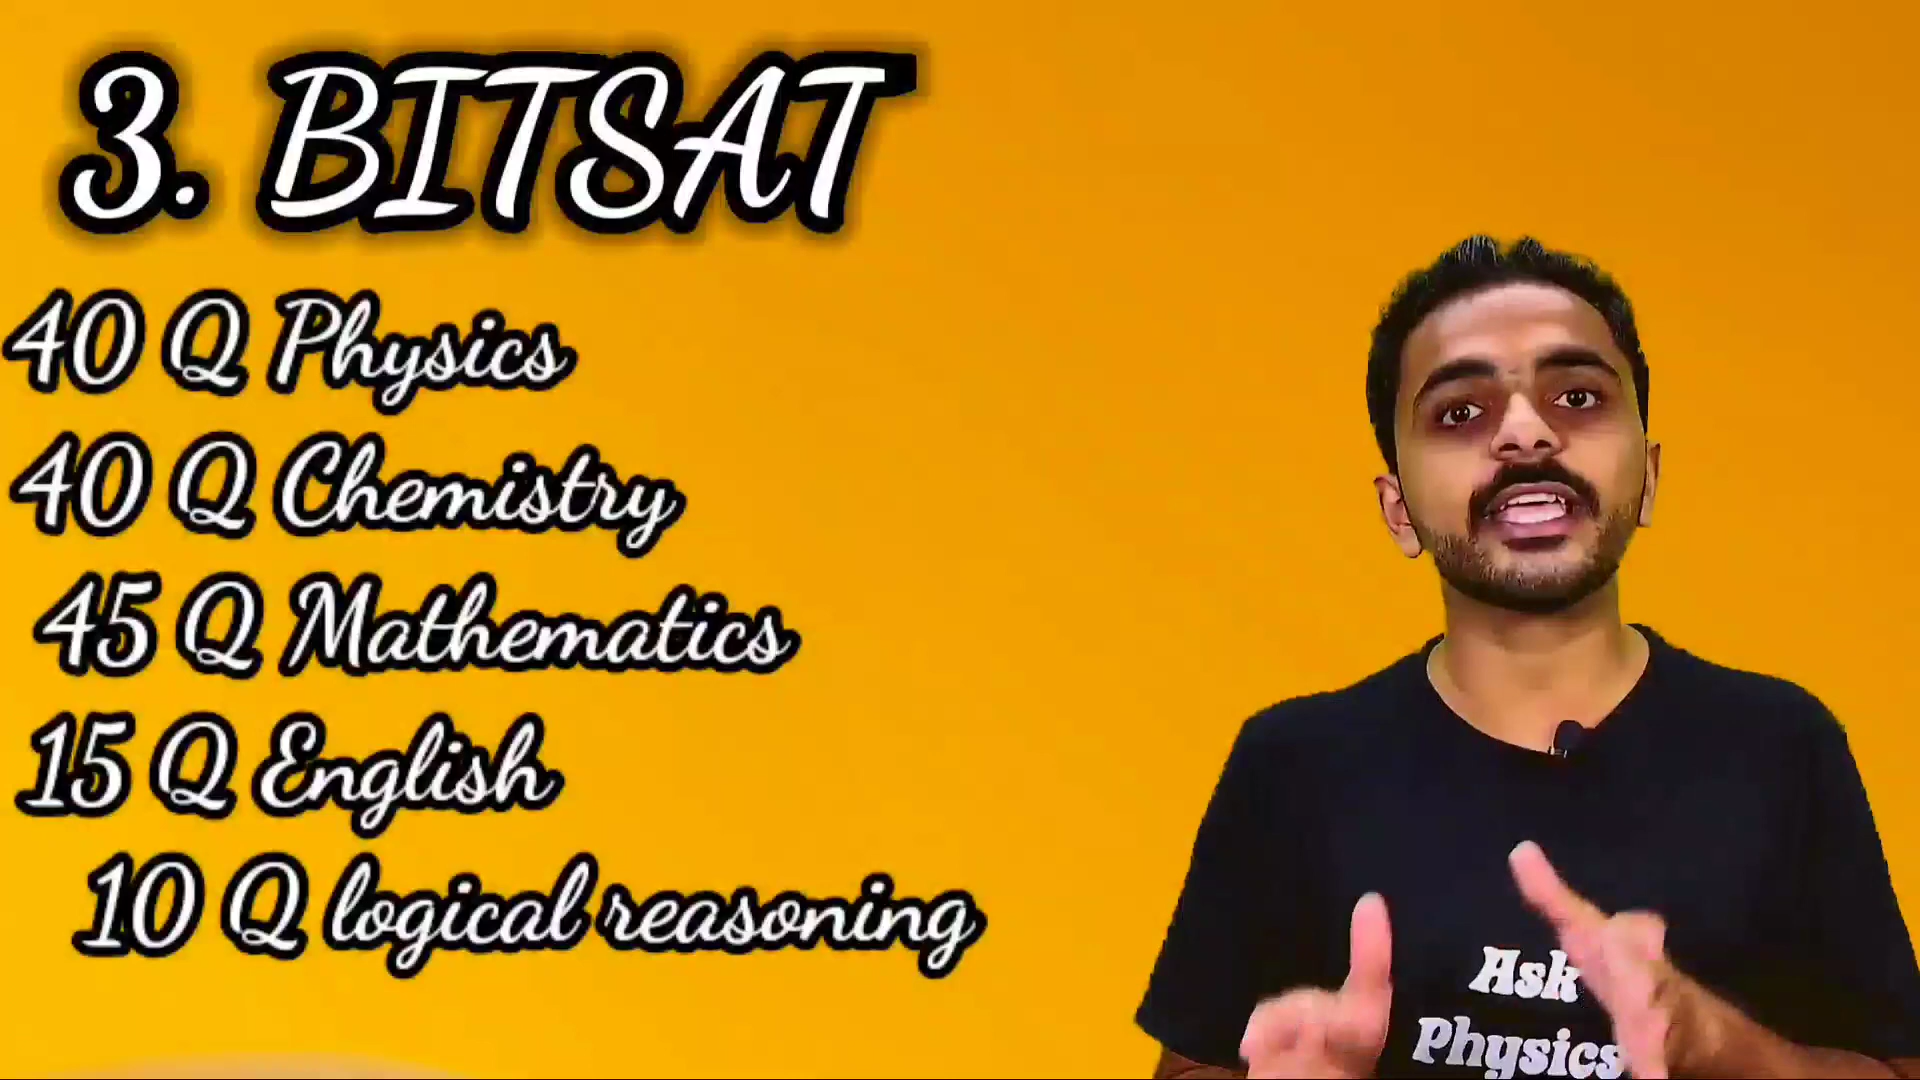 3. BITSAT
40 Q Physics
40 Q Chemistry
45 Q Mathematics
15 Q English
10 Q logical reasoning
Ask
Physics